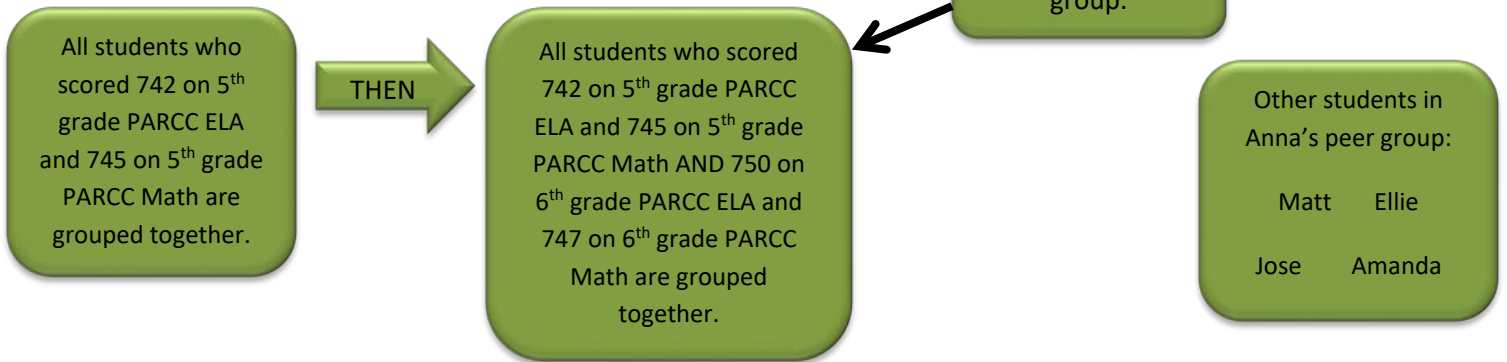 group.
All students who
scored 742 on 5th
grade PARCC ELA
and 745 on 5th grade
PARCC Math are
grouped together.
THEN
All students who scored
742 on 5th grade PARCC
ELA and 745 on 5th grade
PARCC Math AND 750 on
6th grade PARCC ELA and
747 on 6th grade PARCC
Math are grouped
together.
Other students in
Anna’s peer group:
Matt Ellie
Jose Amanda